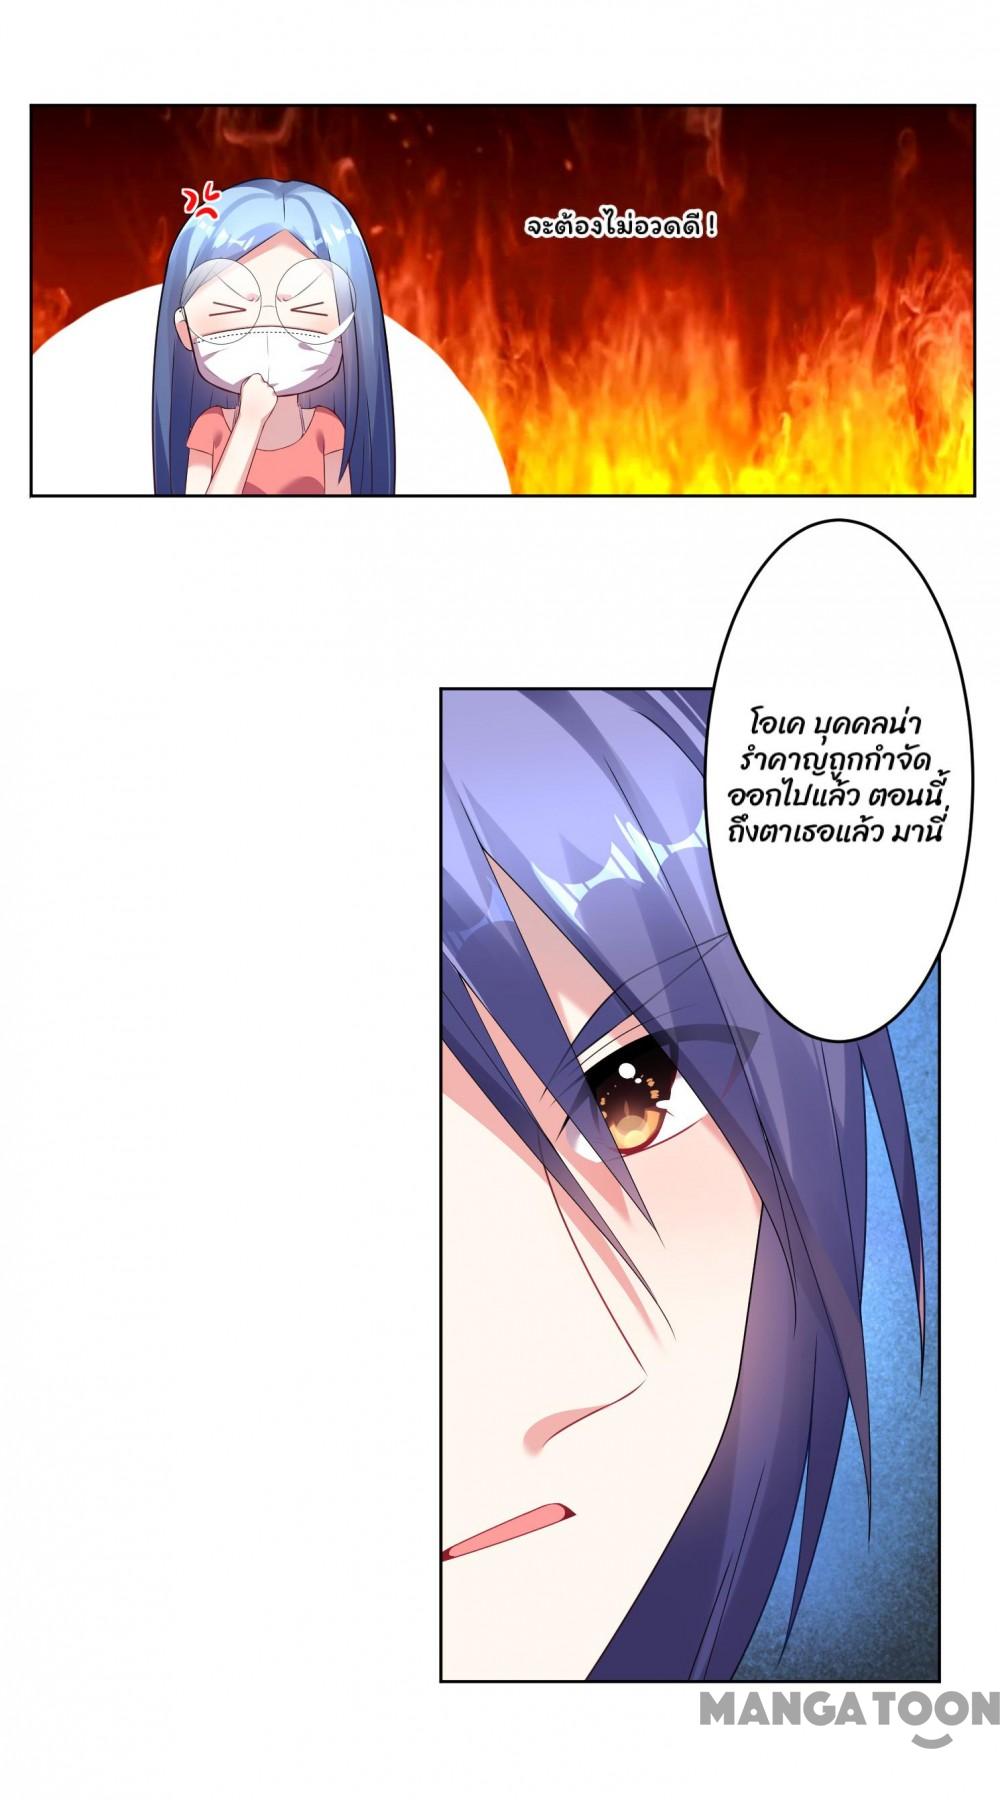 จะต้องไม่อวดดี !
โอเค บุคคลน่า
รำคาญถูกกำจัด
ออกไปแล้ว ตอนนี้
ถึงตาเธอแล้ว มานี่
MANGATOON